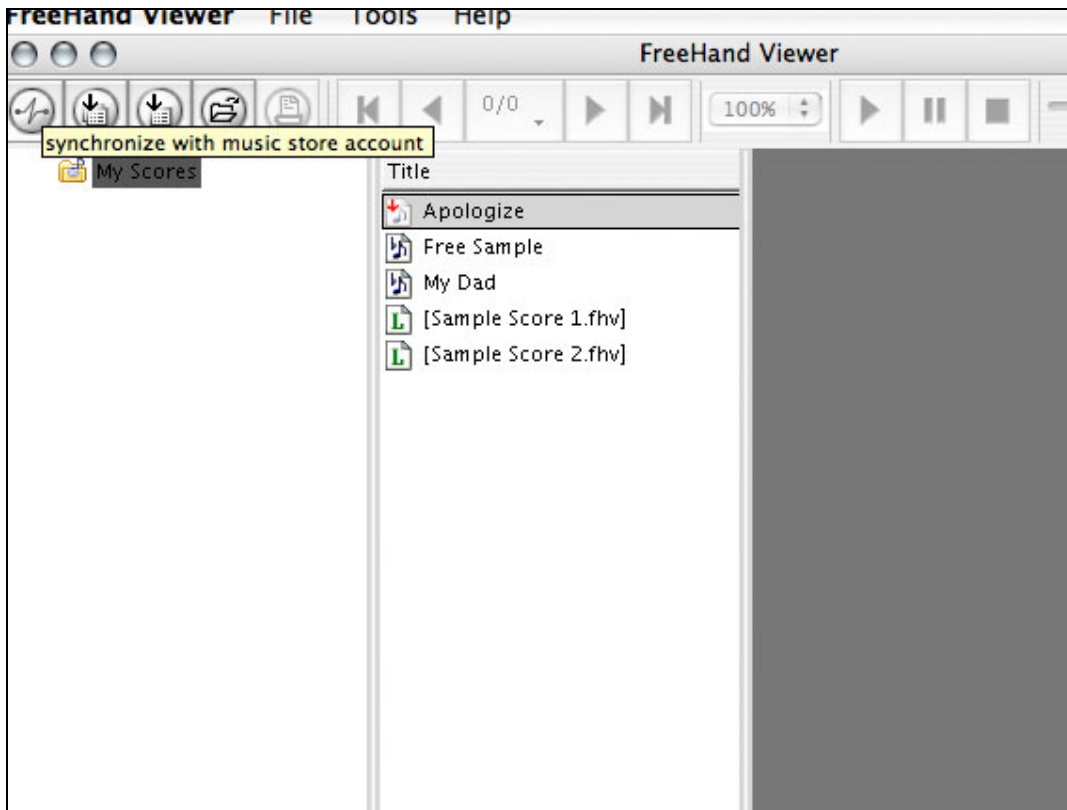 FreeHand Viewer File Tools Help
FreeHand Viewer
0/0 100%
synchronize with music store account
My Scores
Title
Apologize
Free Sample
My Dad
L [Sample Score 1.fhv]
L [Sample Score 2.fhv]